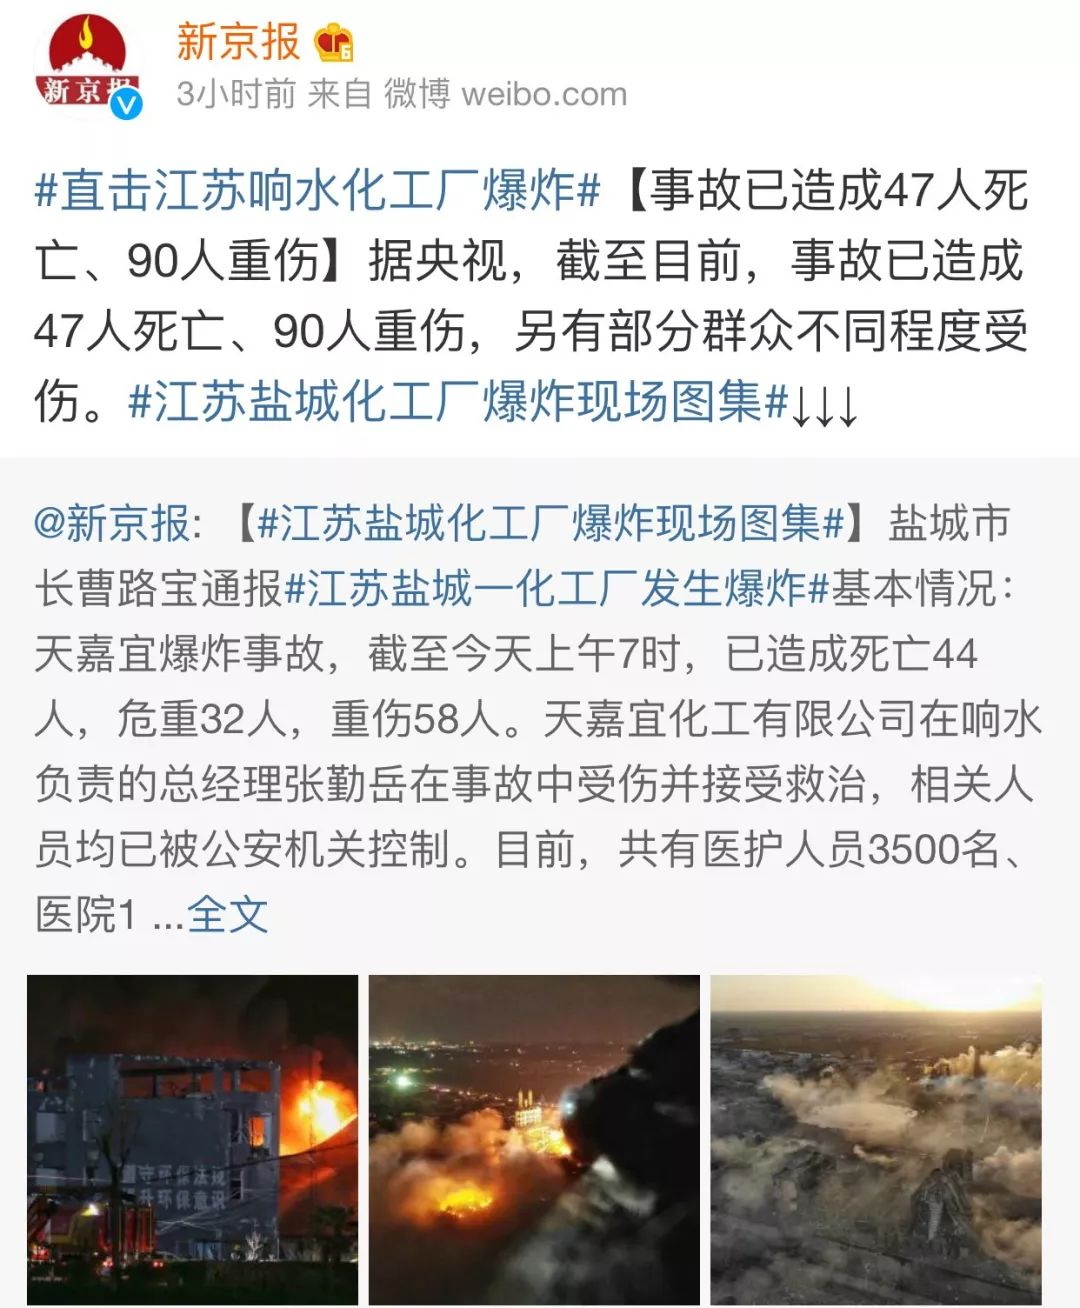 新京报
新京报
3小时前 来自 微博 weibo.com
#直击江苏响水化工厂爆炸#【事故已造成47人死
亡、90人重伤】据央视，截至目前，事故已造成
47人死亡、90人重伤，另有部分群众不同程度受
伤。#江苏盐城化工厂爆炸现场图集#↓↓↓
@新京报:【#江苏盐城化工厂爆炸现场图集#】盐城市
长曹路宝通报#江苏盐城一化工厂发生爆炸#基本情况：
天嘉宜爆炸事故，截至今天上午7时，已造成死亡44
人，危重32人，重伤58人。天嘉宜化工有限公司在响水
负责的总经理张勤岳在事故中受伤并接受救治，相关人
员均已被公安机关控制。目前，共有医护人员3500名、
医院1 ...全文
守环保法规
升环保意识